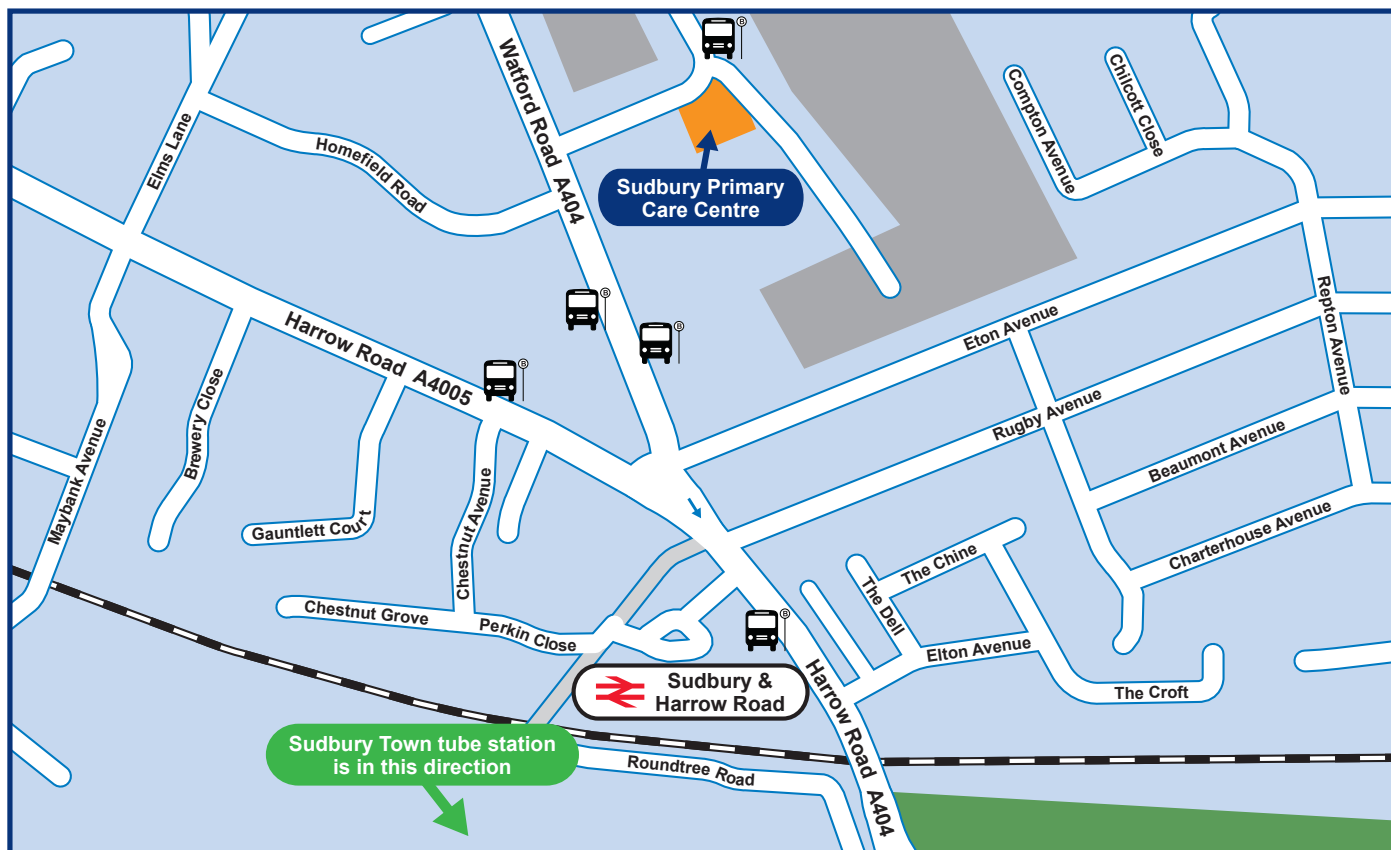 B
Watford Road A404
Compton Avenue
Chilcott Close
Elms Lane
Homefield Road
Sudbury Primary
Care Centre
B
B
B
Harrow Road A4005
Eton Avenue
Repton Avenue
Rugby Avenue
Brewery Close
Maybank Avenue
Gauntlett Court
Chestnut Avenue
Beaumont Avenue
Charterhouse Avenue
The Chine
The Dell
Chestnut Grove
Perkin Close
B
Elton Avenue
The Croft
Sudbury &
Harrow Road
Harrow Road A404
Sudbury Town tube station
is in this direction
Roundtree Road